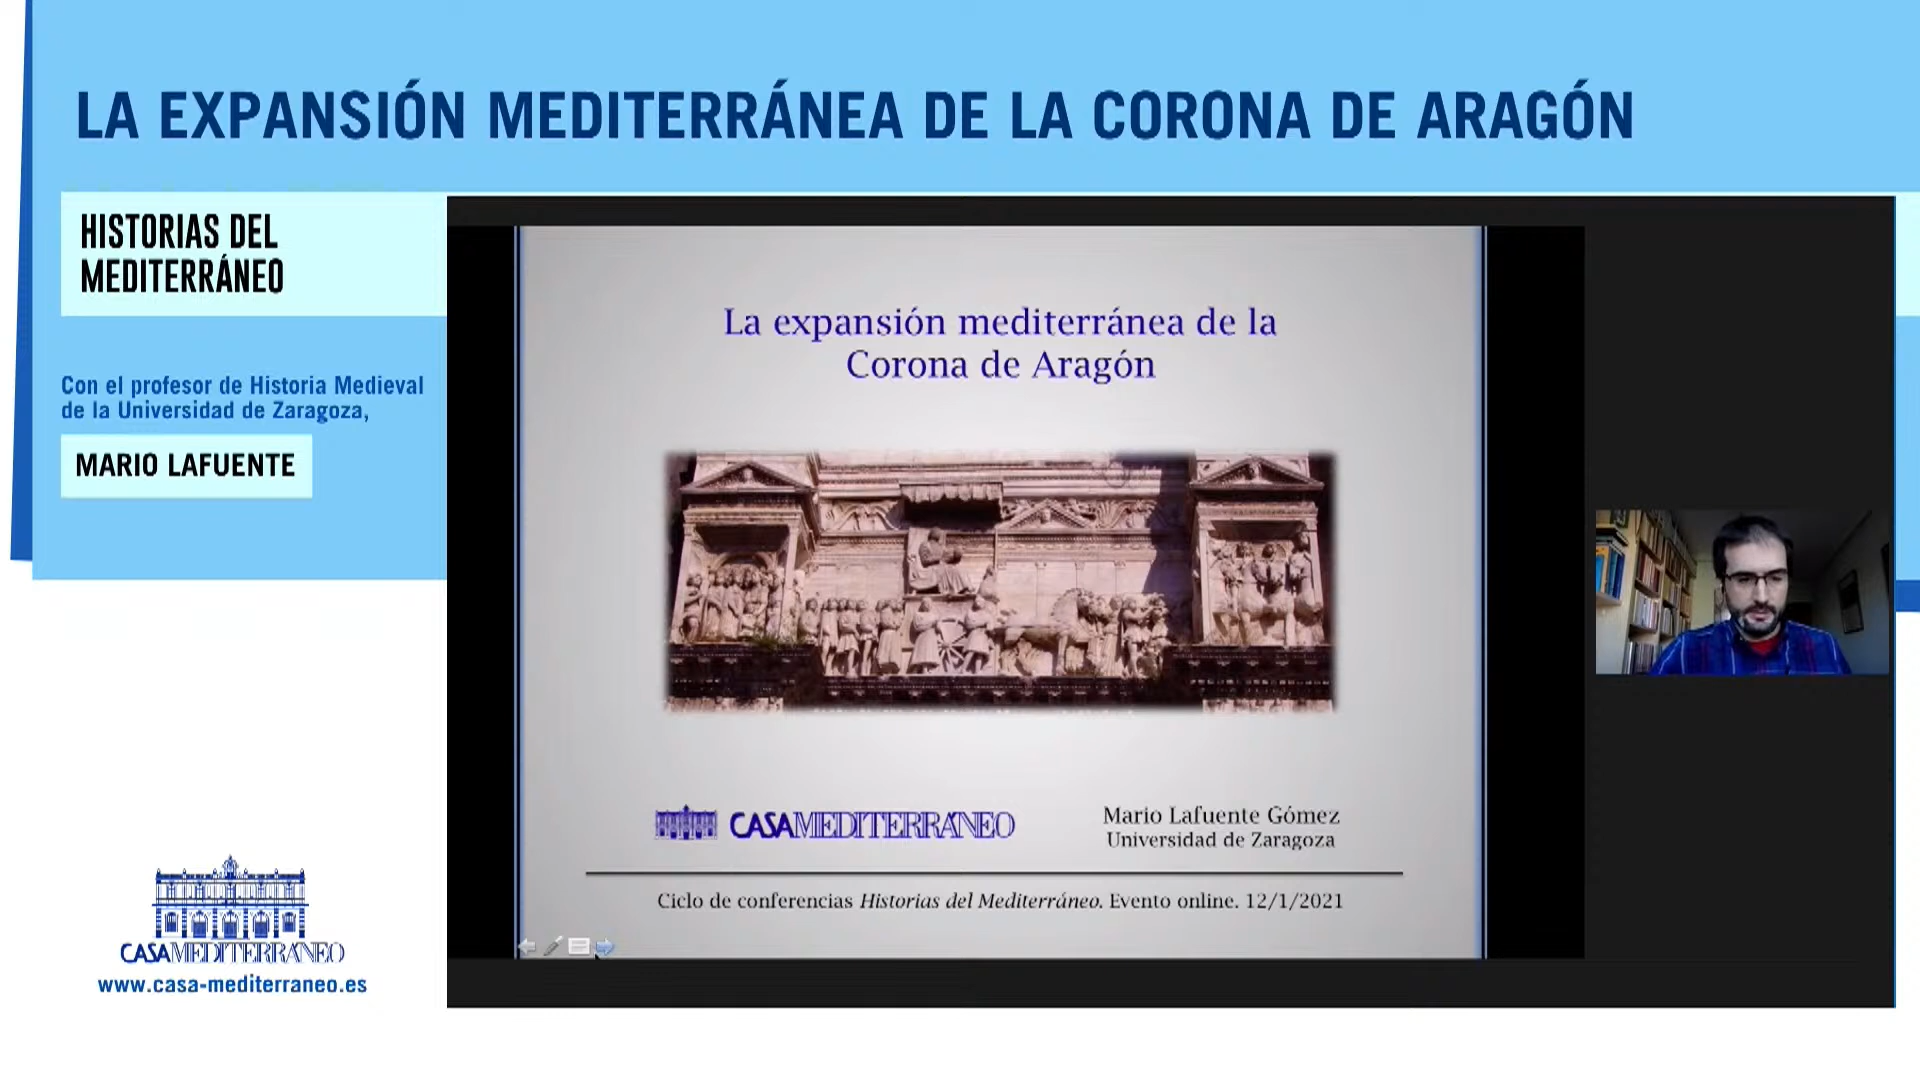 LA EXPANSIÓN MEDITERRÁNEA DE LA CORONA DE ARAGÓN
HISTORIAS DEL
MEDITERRÁNEO
Con el profesor de Historia Medieval
de la Universidad de Zaragoza,
MARIO LAFUENTE
CASAMEDITERRÁNEO
www.casa-mediterraneo.es
La expansión mediterránea de la
Corona de Aragón
CASAMEDITERRÁNEO
Mario Lafuente Gómez
Universidad de Zaragoza
Ciclo de conferencias Historias del Mediterráneo. Evento online. 12/1/2021